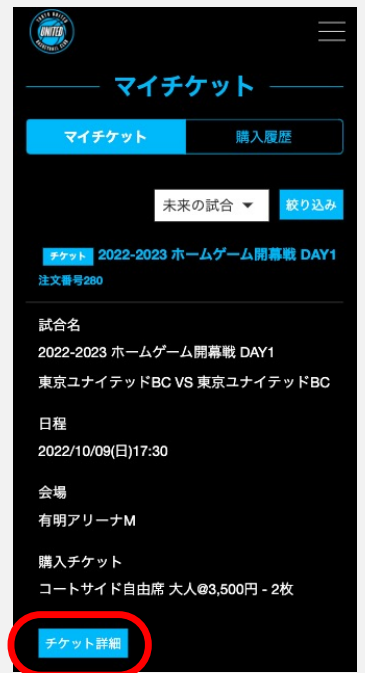 UNITED
マイチケット
マイチケット
購入履歴
未来の試合
絞り込み
チケット 2022-2023 ホームゲーム開幕戦 DAY1
注文番号280
試合名
2022-2023 ホームゲーム開幕戦 DAY1
東京ユナイテッドBC VS 東京ユナイテッドBC
日程
2022/10/09(日)17:30
会場
有明アリーナM
購入チケット
コートサイド自由席 大人@3,500円 - 2枚
チケット詳細